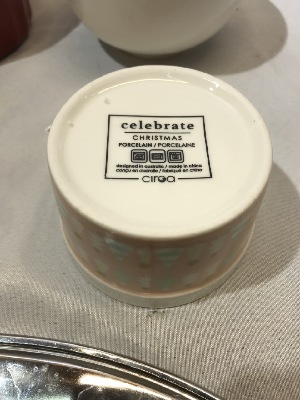 celebrate
CHRISTMAS
PORCELAIN / PORCELAINE
designed in australia / made in china
conçu en australie / fabriqué en chine
ciroa